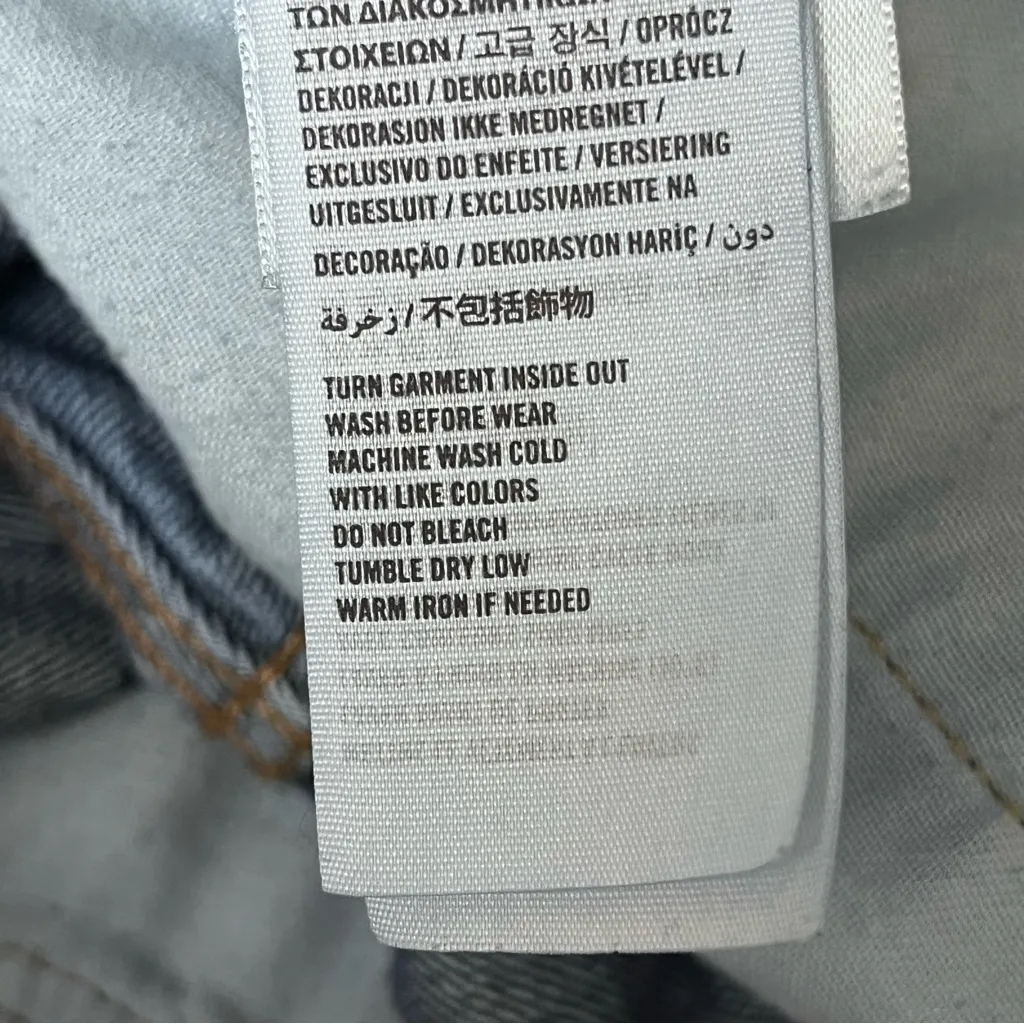 ΤΩΝ ΔΙΑΚΟΣΜΗΤΙΚΩΝ
ΣΤΟΙΧΕΙΩΝ / 고급 장식 / OPRÓCZ
DEKORACJI / DEKORÁCIÓ KIVÉTELÉVEL /
DEKORASJON IKKE MEDREGNET /
EXCLUSIVO DO ENFEITE / VERSIERING
UITGESLUIT / EXCLUSIVAMENTE NA
DECORAÇÃO / DEKORASYON HARİÇ / دون
زخرفة / 不包括飾物
TURN GARMENT INSIDE OUT
WASH BEFORE WEAR
MACHINE WASH COLD
WITH LIKE COLORS
DO NOT BLEACH
TUMBLE DRY LOW
WARM IRON IF NEEDED